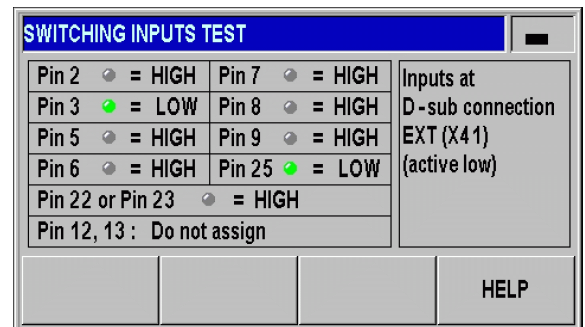 SWITCHING INPUTS TEST
Pin 2 = HIGH Pin 7 = HIGH
Pin 3 = LOW Pin 8 = HIGH
Pin 5 = HIGH Pin 9 = HIGH
Pin 6 = HIGH Pin 25 = LOW
Pin 22 or Pin 23 = HIGH
Pin 12, 13 : Do not assign
Inputs at
D-sub connection
EXT (X41)
(active low)
HELP